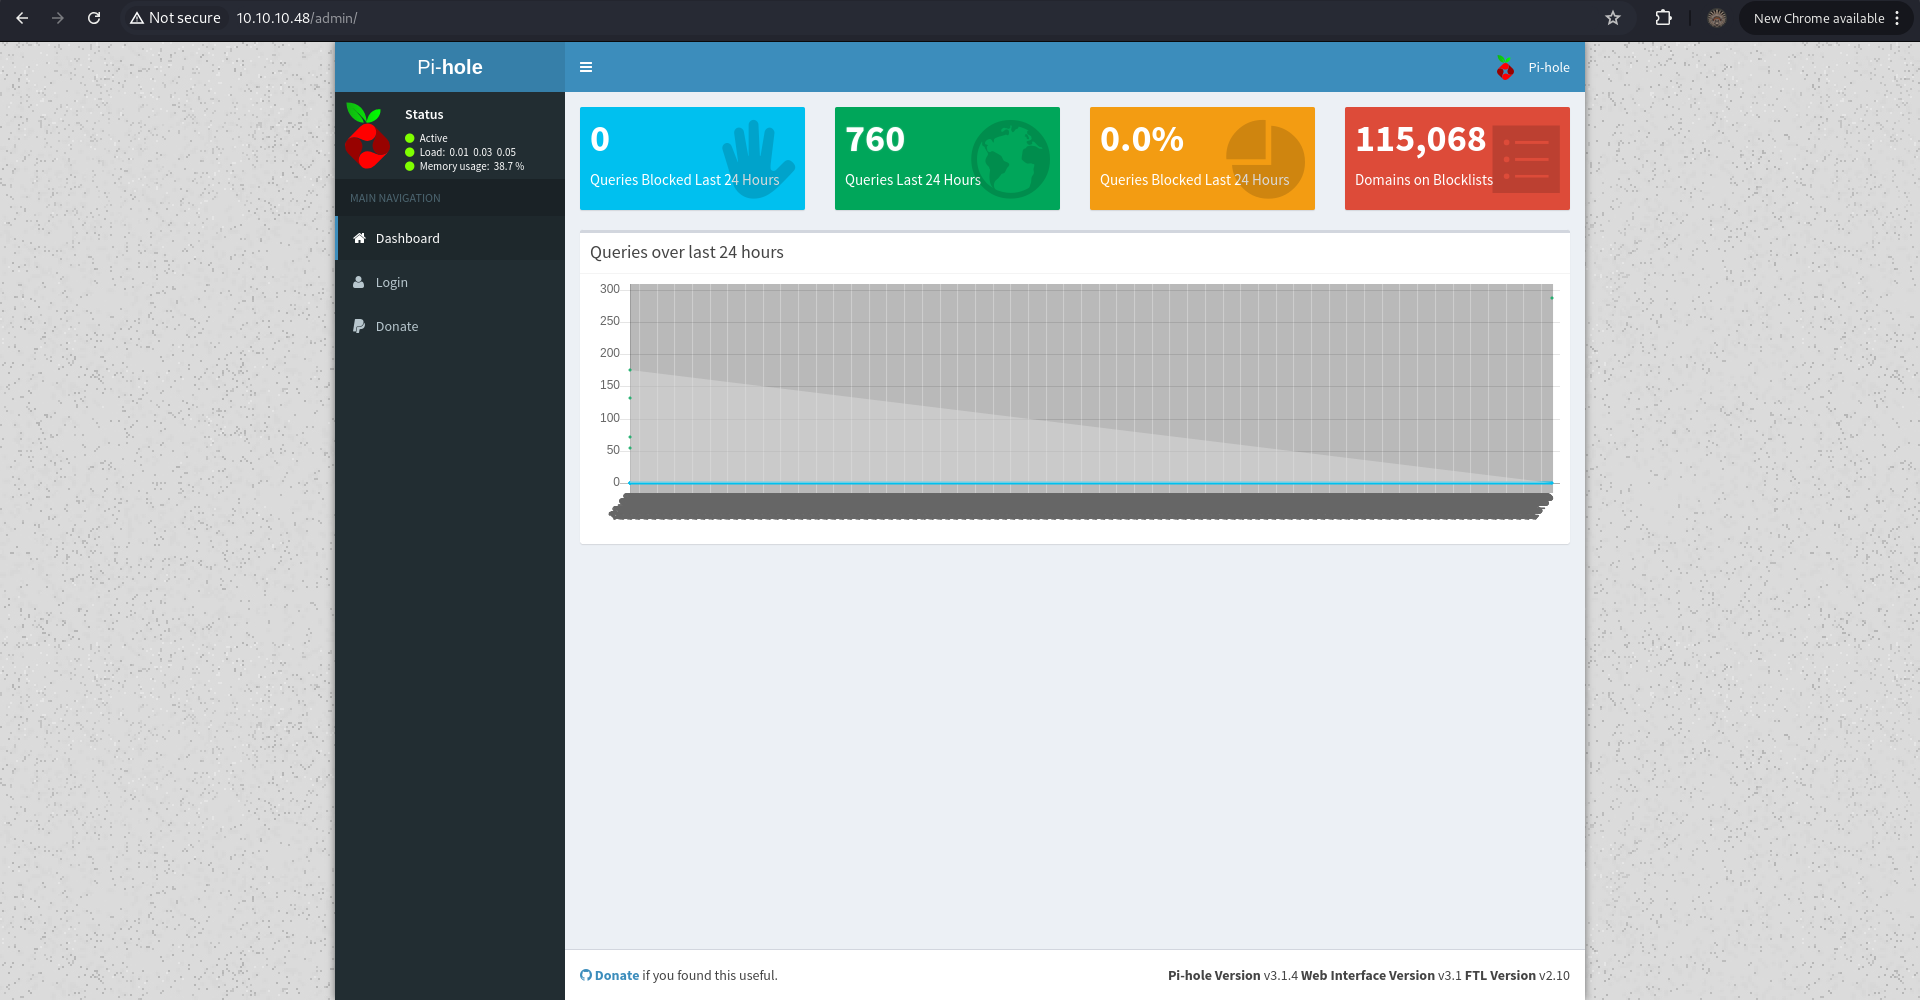 Not secure 10.10.10.48/admin/ New Chrome available
Pi-hole
Pi-hole
Status
Active
Load: 0.01 0.03 0.05
Memory usage: 38.7 %
MAIN NAVIGATION
Dashboard
Login
Donate
0
Queries Blocked Last 24 Hours
760
Queries Last 24 Hours
0.0%
Queries Blocked Last 24 Hours
115,068
Domains on Blocklists
Queries over last 24 hours
300
250
200
150
100
50
0
Donate if you found this useful.
Pi-hole Version v3.1.4 Web Interface Version v3.1 FTL Version v2.10